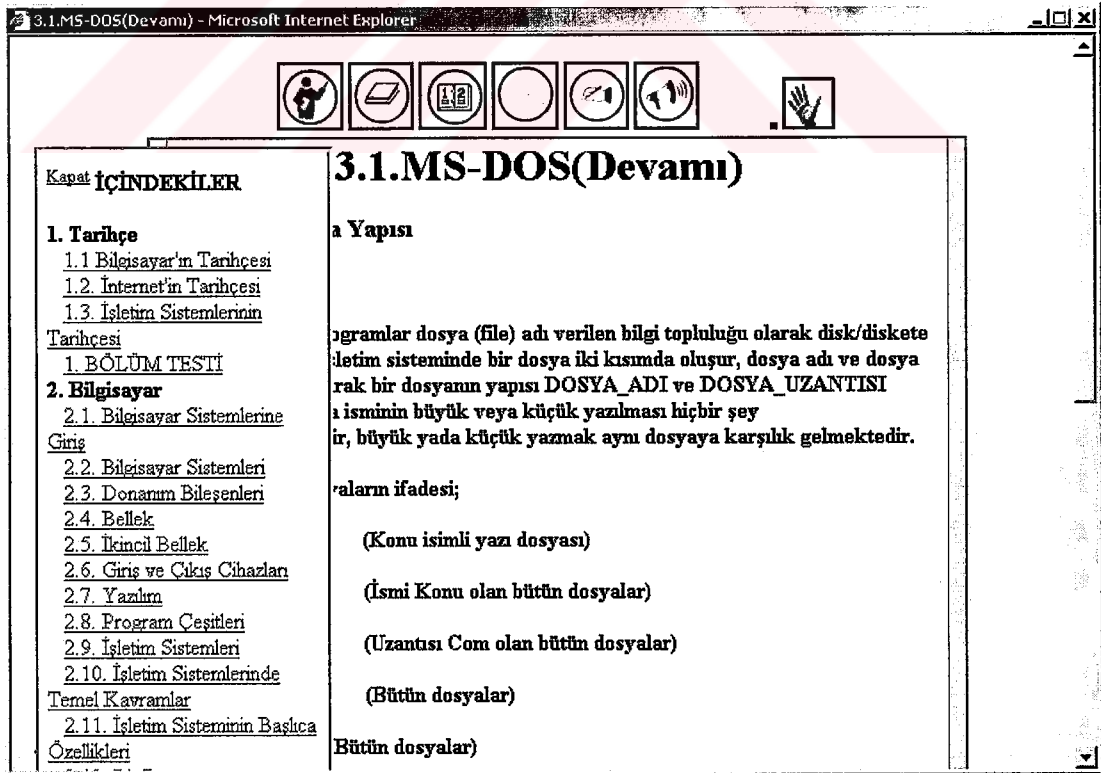 3.1.MS-DOS(Devamı) - Microsoft Internet Explorer
3.1.MS-DOS(Devamı)
Kapat İÇİNDEKİLER
1. Tarihçe
1.1 Bilgisayar'ın Tarihçesi
1.2. İnternet'in Tarihçesi
1.3. İşletim Sistemlerinin
Tarihçesi
1. BÖLÜM TESTİ
2. Bilgisayar
2.1. Bilgisayar Sistemlerine
Giriş
2.2. Bilgisayar Sistemleri
2.3. Donanım Bileşenleri
2.4. Bellek
2.5. İkincil Bellek
2.6. Giriş ve Çıkış Cihazları
2.7. Yazılım
2.8. Program Çeşitleri
2.9. İşletim Sistemleri
2.10. İşletim Sistemlerinde
Temel Kavramlar
2.11. İşletim Sisteminin Başlıca
Özellikleri
a Yapısı
ogramlar dosya (file) adı verilen bilgi topluluğu olarak disk/diskete
letim sisteminde bir dosya iki kısımda oluşur, dosya adı ve dosya
rak bir dosyanın yapısı DOSYA_ADI ve DOSYA_UZANTISI
ı isminin büyük veya küçük yazılması hiçbir şey
ir, büyük yada küçük yazmak aynı dosyaya karşılık gelmektedir.
yaların ifadesi;
(Konu isimli yazı dosyası)
(İsmi Konu olan bütün dosyalar)
(Uzantısı Com olan bütün dosyalar)
(Bütün dosyalar)
(Bütün dosyalar)